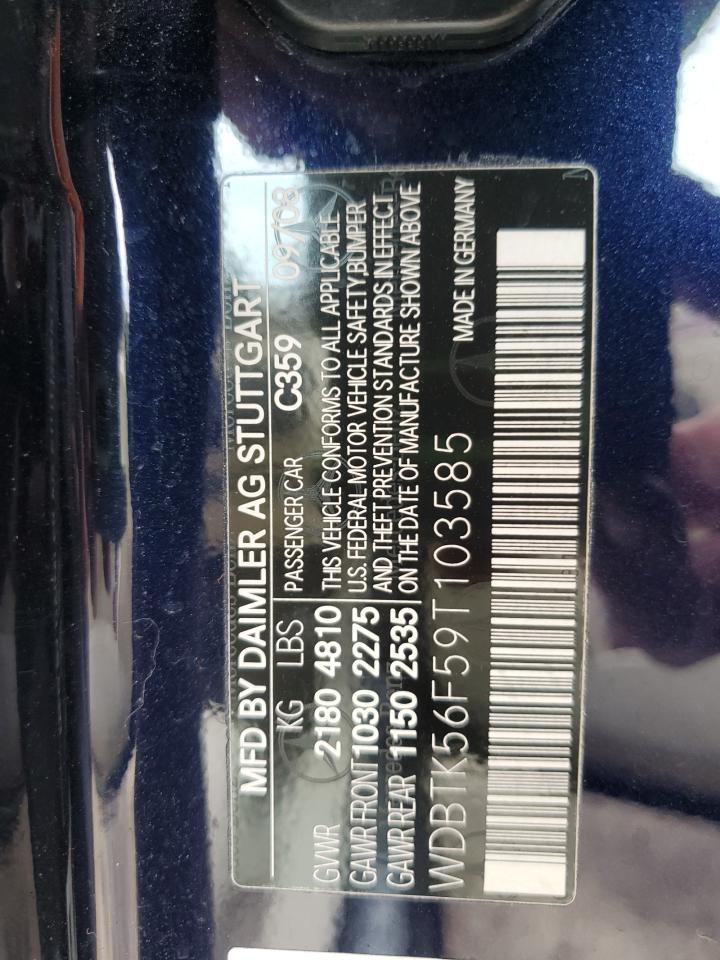 MFD BY DAIMLER AG STUTTGART
KG LBS PASSENGER CAR C359 09/08
GVWR 2180 4810 THIS VEHICLE CONFORMS TO ALL APPLICABLE
GAWR FRONT 1030 2275 U.S. FEDERAL MOTOR VEHICLE SAFETY,BUMPER
GAWR REAR 1150 2535 AND THEFT PREVENTION STANDARDS IN EFFECT
ON THE DATE OF MANUFACTURE SHOWN ABOVE
WDBTK56F59T103585 MADE IN GERMANY